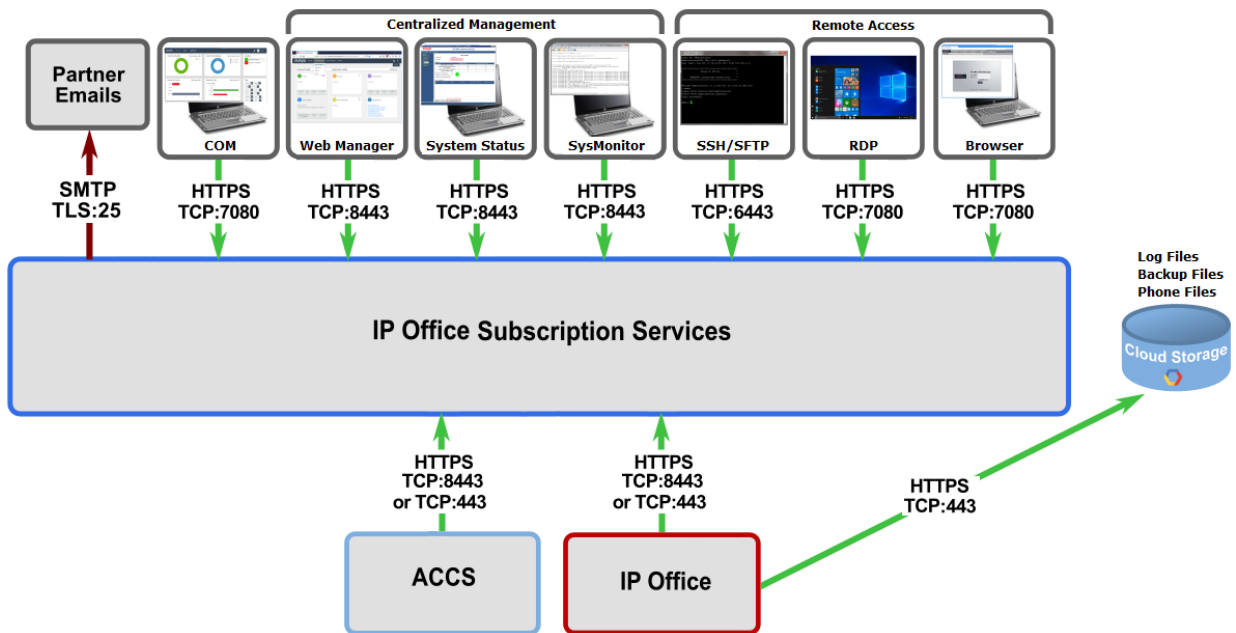 Centralized Management
Remote Access
Partner
Emails
COM
Web Manager
System Status
SysMonitor
SSH/SFTP
RDP
Browser
SMTP
TLS:25
HTTPS
TCP:7080
HTTPS
TCP:8443
HTTPS
TCP:8443
HTTPS
TCP:8443
HTTPS
TCP:6443
HTTPS
TCP:7080
HTTPS
TCP:7080
IP Office Subscription Services
Log Files
Backup Files
Phone Files
Cloud Storage
HTTPS
TCP:8443
or TCP:443
HTTPS
TCP:8443
or TCP:443
HTTPS
TCP:443
ACCS
IP Office